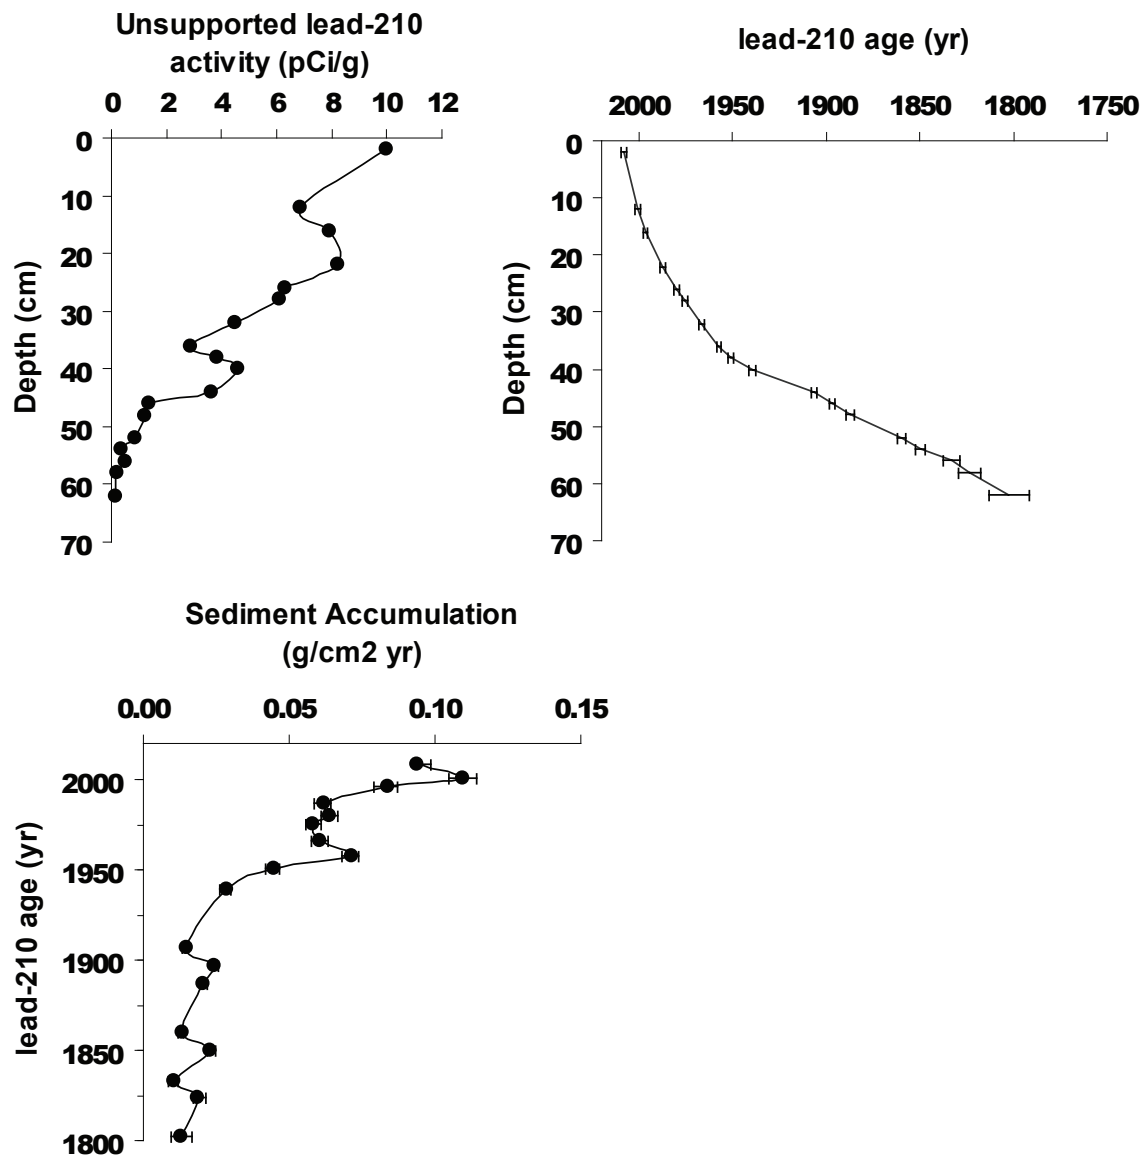 Unsupported lead-210
activity (pCi/g)
0 2 4 6 8 10 12
0
10
20
30
40
50
60
70
Depth (cm)
lead-210 age (yr)
2000 1950 1900 1850 1800 1750
0
10
20
30
40
50
60
70
Depth (cm)
Sediment Accumulation
(g/cm2 yr)
0.00 0.05 0.10 0.15
2000
1950
1900
1850
1800
lead-210 age (yr)